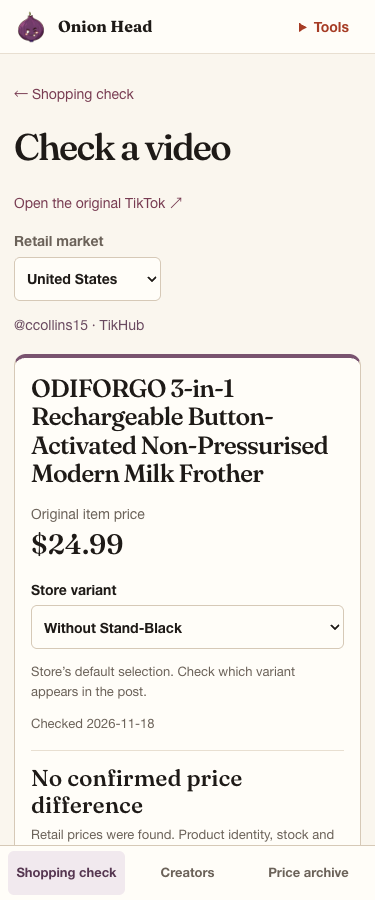 Onion Head
▶ Tools
← Shopping check
Check a video
Open the original TikTok ↗
Retail market
United States
@ccollins15 · TikHub
ODIFORGO 3-in-1
Rechargeable Button-
Activated Non-Pressurised
Modern Milk Frother
Original item price
$24.99
Store variant
Without Stand-Black
Store's default selection. Check which variant
appears in the post.
Checked 2026-11-18
No confirmed price
difference
Retail prices were found. Product identity, stock and
Shopping check
Creators
Price archive